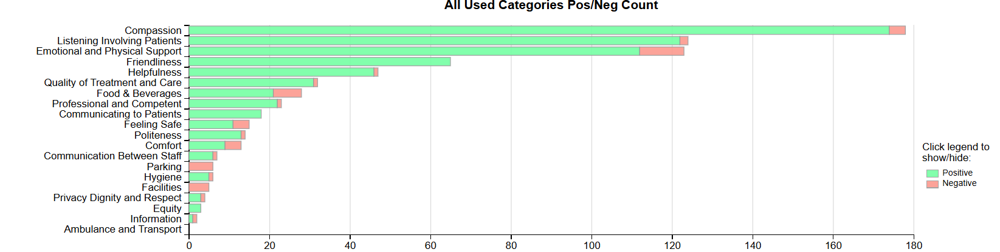 All Used Categories Pos/Neg Count
Compassion
Listening Involving Patients
Emotional and Physical Support
Friendliness
Helpfulness
Quality of Treatment and Care
Food & Beverages
Professional and Competent
Communicating to Patients
Feeling Safe
Politeness
Comfort
Communication Between Staff
Parking
Hygiene
Facilities
Privacy Dignity and Respect
Equity
Information
Ambulance and Transport
0 20 40 60 80 100 120 140 160 180
Click legend to
show/hide:
Positive
Negative